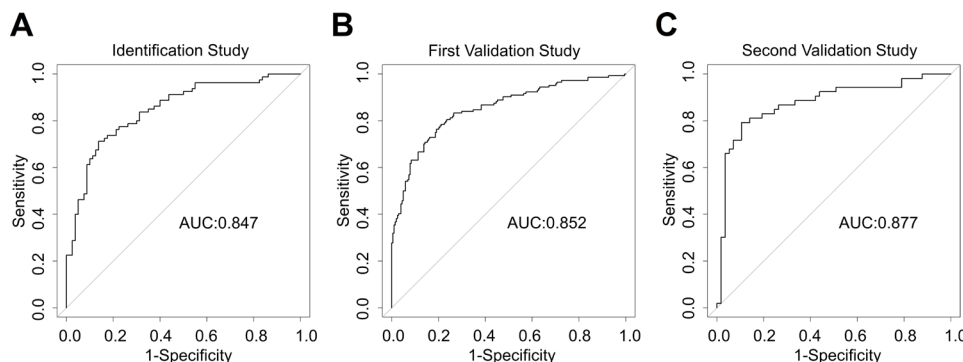 A
Identification Study
Sensitivity
1.0
0.8
0.6
0.4
0.2
0.0
AUC:0.847
0.0 0.2 0.4 0.6 0.8 1.0
1-Specificity
B
First Validation Study
Sensitivity
1.0
0.8
0.6
0.4
0.2
0.0
AUC:0.852
0.0 0.2 0.4 0.6 0.8 1.0
1-Specificity
C
Second Validation Study
Sensitivity
1.0
0.8
0.6
0.4
0.2
0.0
AUC:0.877
0.0 0.2 0.4 0.6 0.8 1.0
1-Specificity